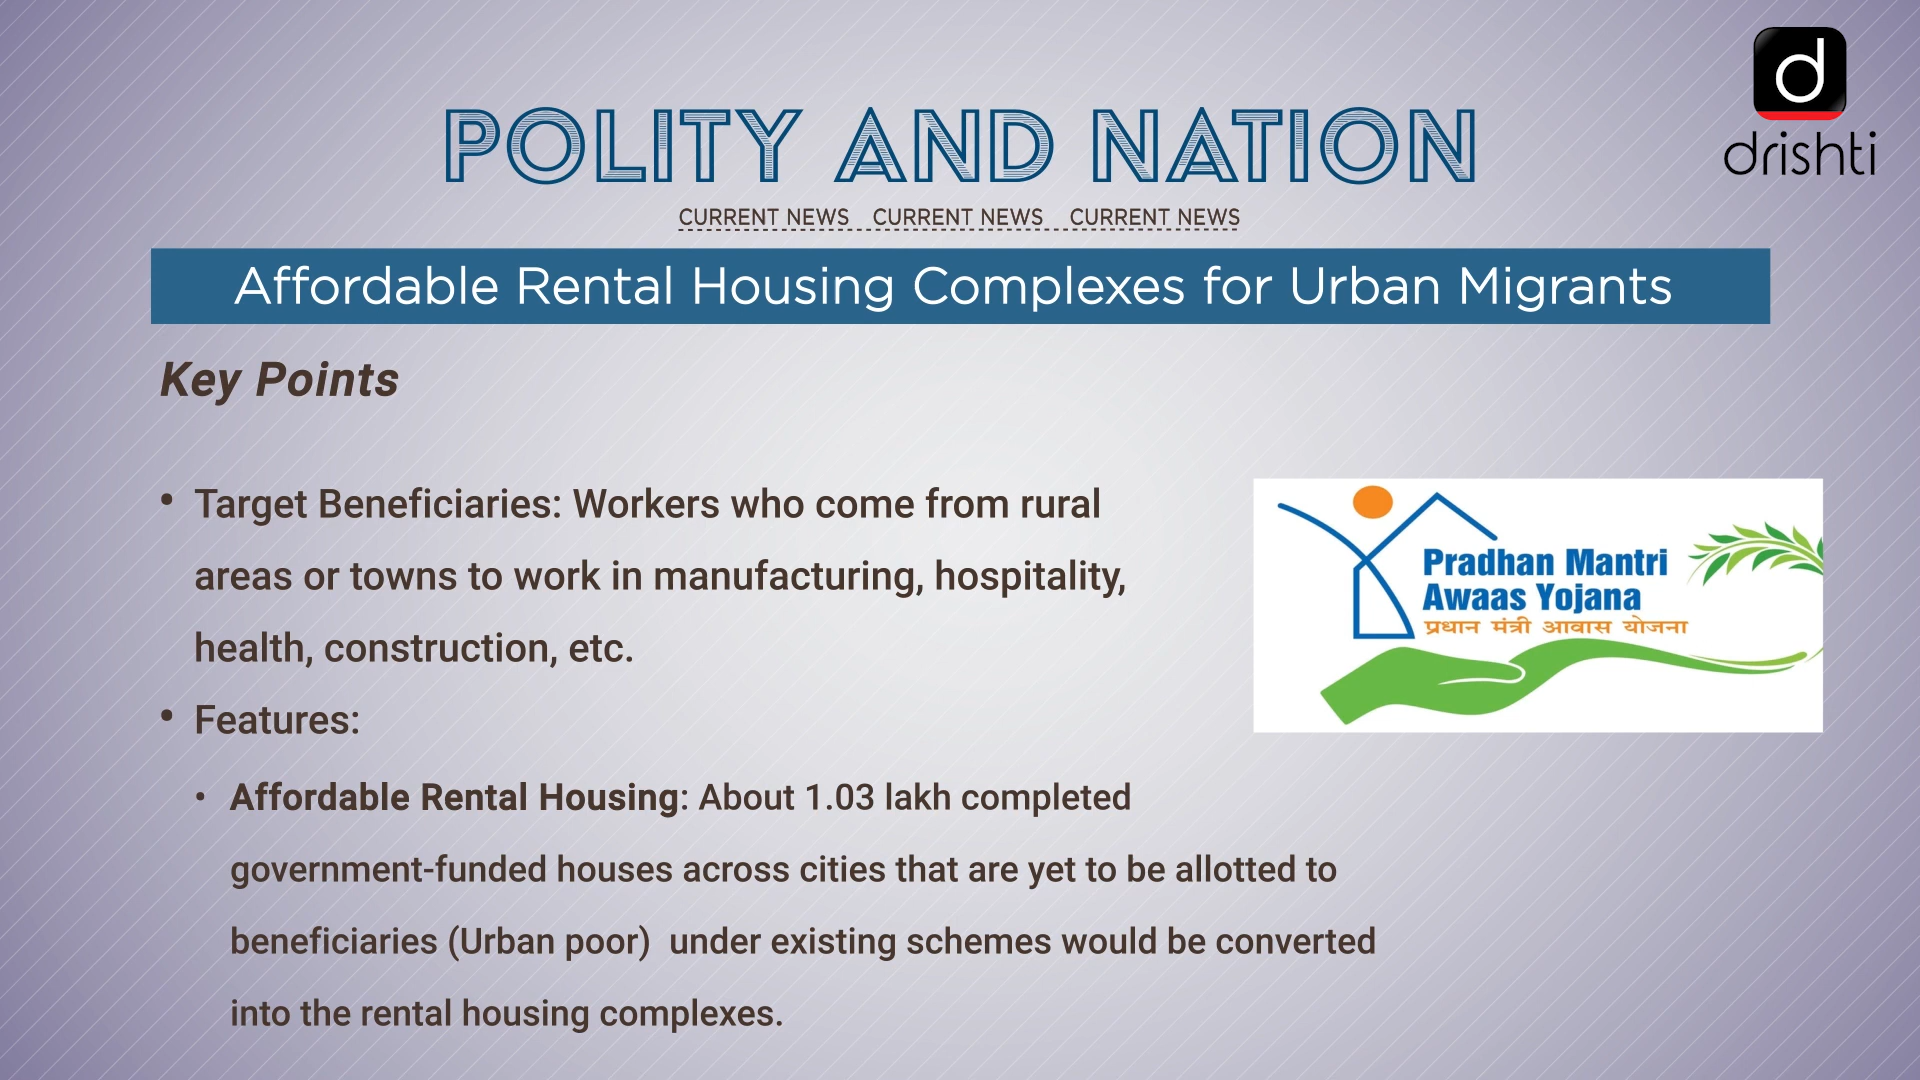 d
drishti
POLITY AND NATION
CURRENT NEWS CURRENT NEWS CURRENT NEWS
Affordable Rental Housing Complexes for Urban Migrants
Key Points
• Target Beneficiaries: Workers who come from rural
areas or towns to work in manufacturing, hospitality,
health, construction, etc.
Pradhan Mantri
Awaas Yojana
प्रधान मंत्री आवास योजना
• Features:
• Affordable Rental Housing: About 1.03 lakh completed
government-funded houses across cities that are yet to be allotted to
beneficiaries (Urban poor)  under existing schemes would be converted
into the rental housing complexes.